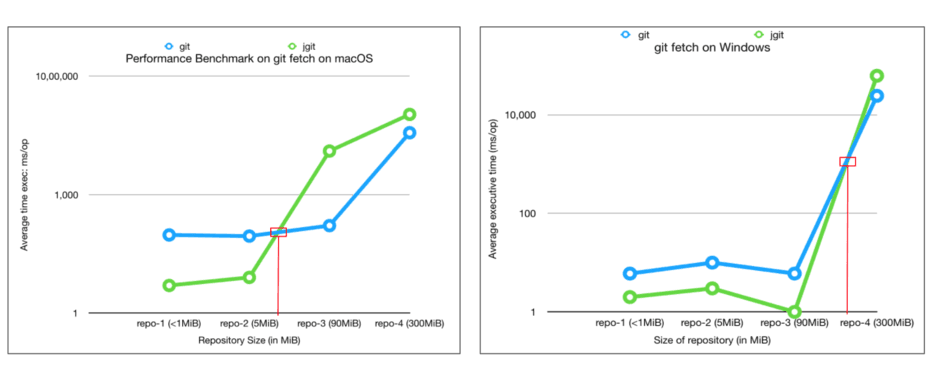 git jgit
Performance Benchmark on git fetch on macOS
10,00,000
1,000
1
Average time exec: ms/op
repo-1 (<1MiB) repo-2 (5MiB) repo-3 (90MiB) repo-4 (300MiB)
Repository Size (in MiB)
git jgit
git fetch on Windows
10,000
100
1
Average executive time (ms/op)
repo-1 (<1MiB) repo-2 (5MiB) repo-3 (90MiB) repo-4 (300MiB)
Size of repository (in MiB)